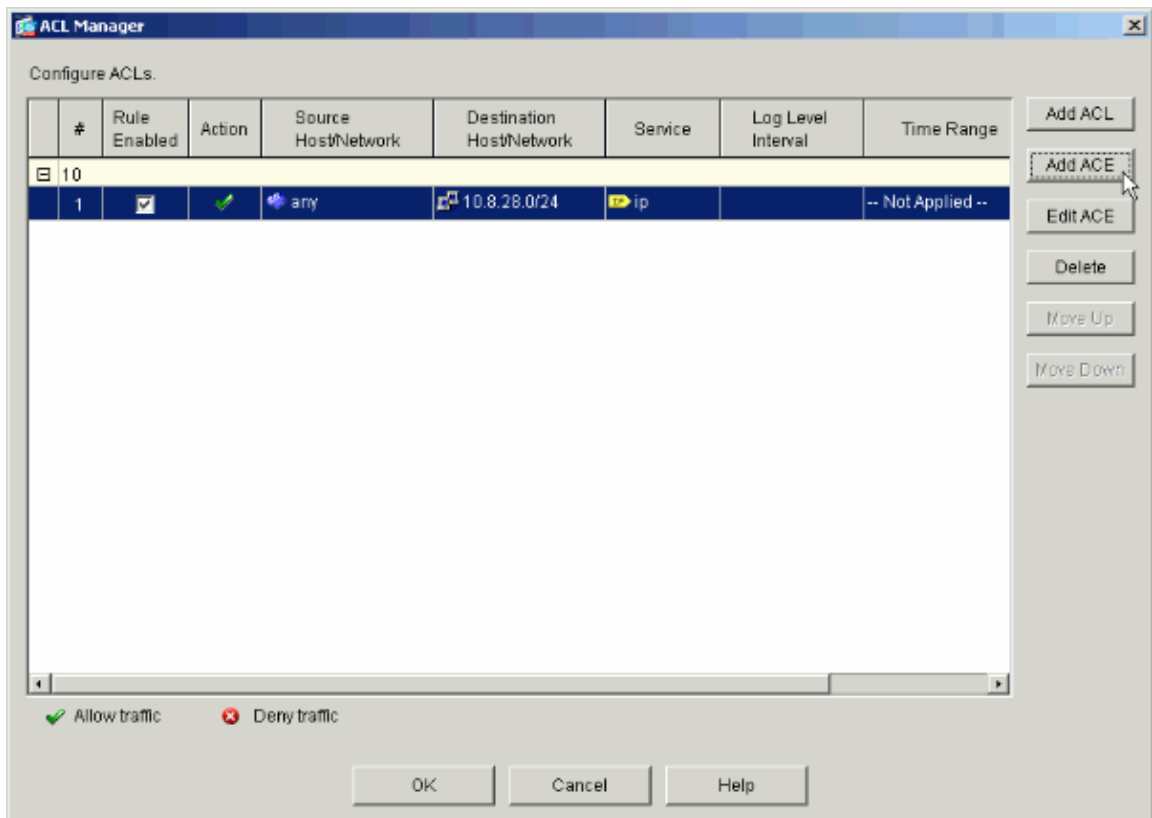 ACL Manager
Configure ACLs.
# Rule Enabled Action Source Host/Network Destination Host/Network Service Log Level Interval Time Range
10
1 any 10.8.28.0/24 ip -- Not Applied --
Add ACL
Add ACE
Edit ACE
Delete
Move Up
Move Down
Allow traffic Deny traffic
OK Cancel Help